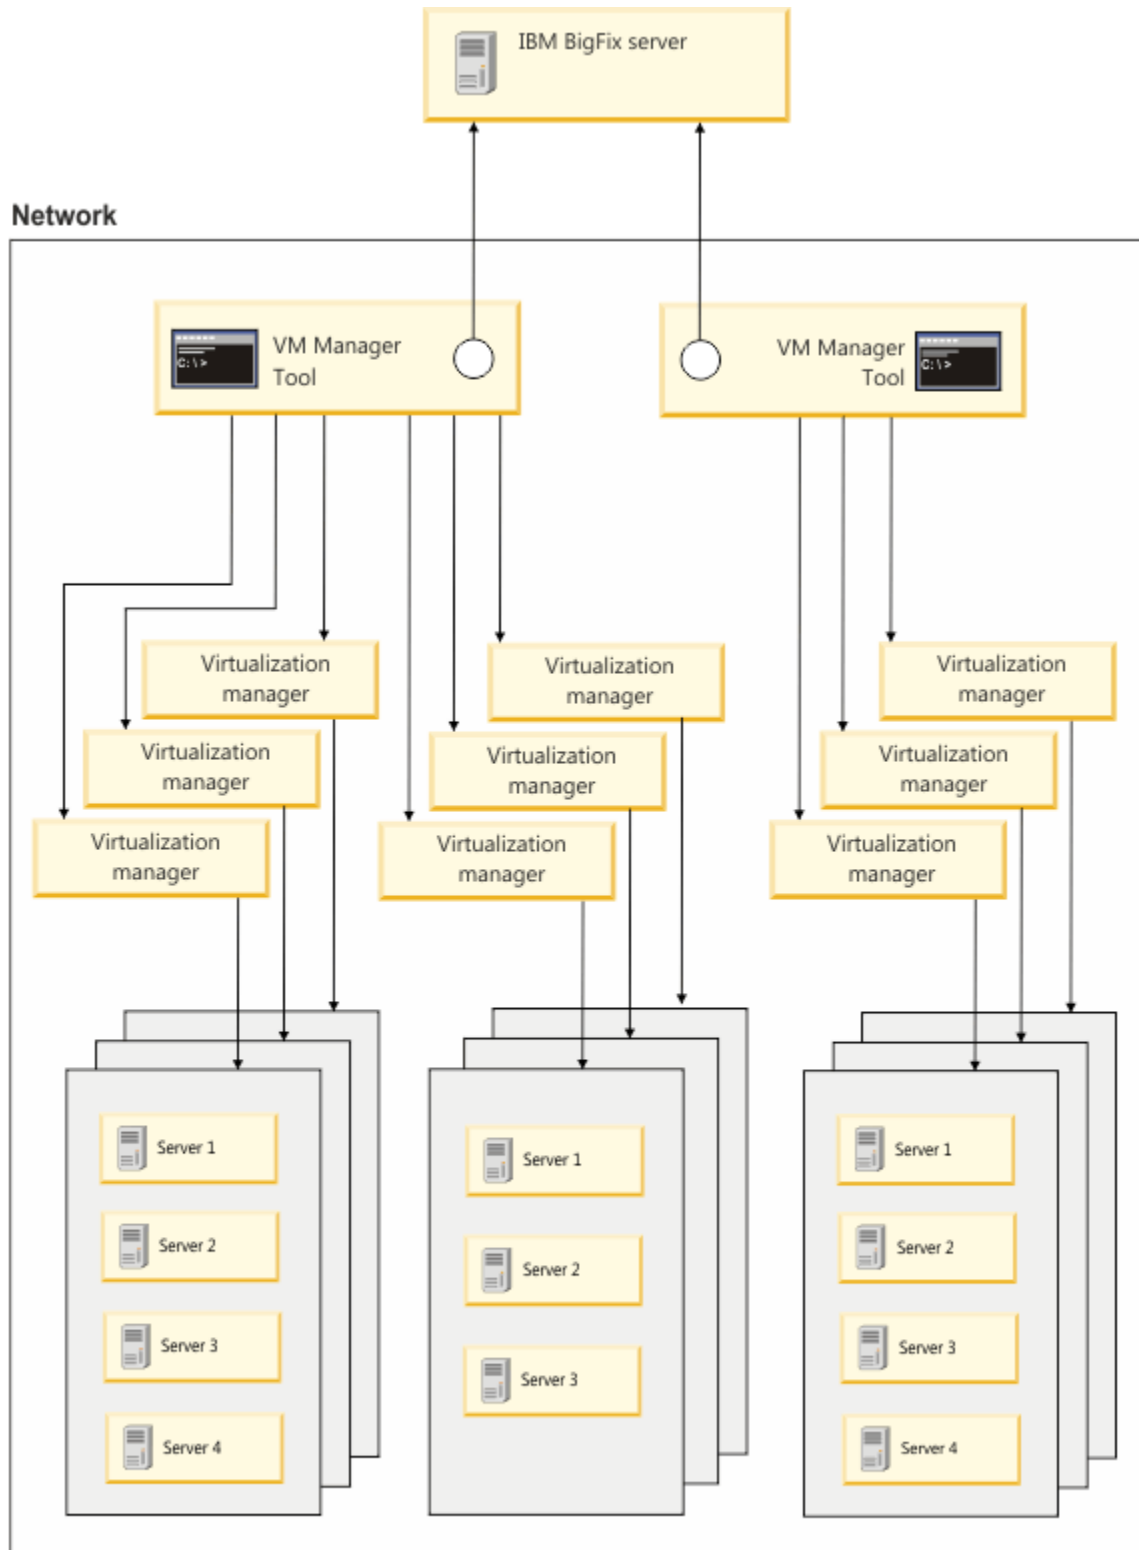 IBM BigFix server
Network
VM Manager
Tool
C:\>
VM Manager
Tool
C:\>
Virtualization
manager
Virtualization
manager
Virtualization
manager
Virtualization
manager
Virtualization
manager
Virtualization
manager
Virtualization
manager
Virtualization
manager
Virtualization
manager
Server 1
Server 2
Server 3
Server 4
Server 1
Server 2
Server 3
Server 1
Server 2
Server 3
Server 4